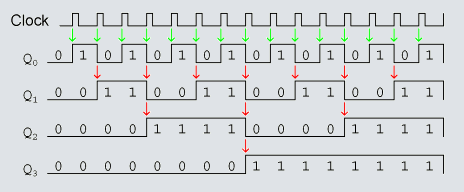 Clock
Q0 0 1 0 1 0 1 0 1 0 1 0 1 0 1 0 1
Q1 0 0 1 1 0 0 1 1 0 0 1 1 0 0 1 1
Q2 0 0 0 0 1 1 1 1 0 0 0 0 1 1 1 1
Q3 0 0 0 0 0 0 0 0 1 1 1 1 1 1 1 1